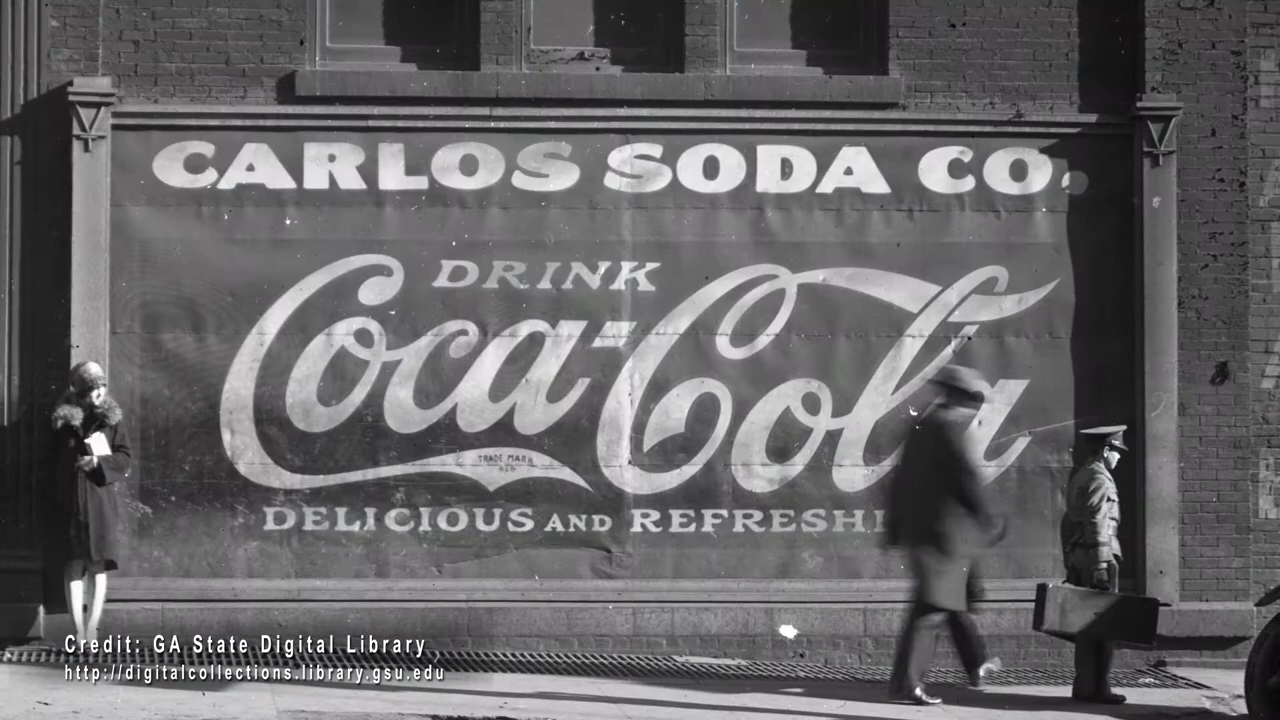 CARLOS SODA CO.
DRINK
Coca-Cola
TRADE MARK
REG
DELICIOUS AND REFRESHI
Credit: GA State Digital Library
http://digitalcollections.library.gsu.edu